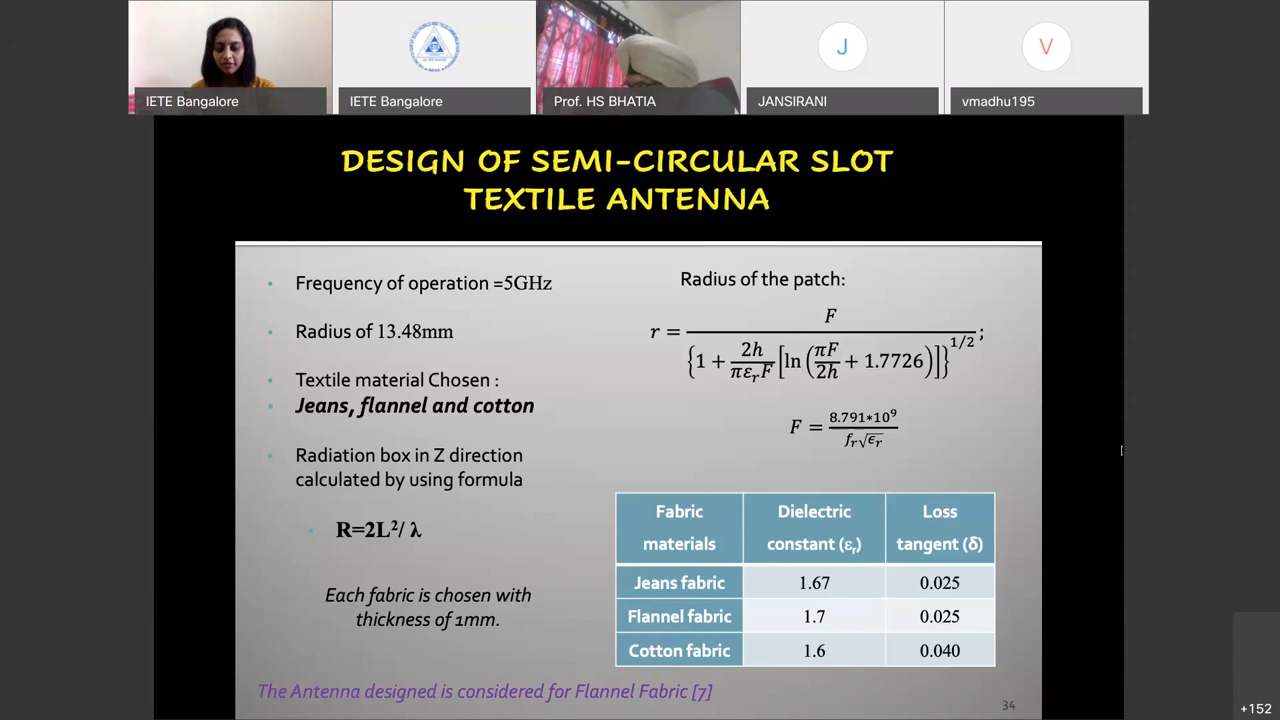 J
V
IETE Bangalore
IETE Bangalore
Prof. HS BHATIA
JANSIRANI
vmadhu195
DESIGN OF SEMI-CIRCULAR SLOT
TEXTILE ANTENNA
• Frequency of operation =5GHz
• Radius of 13.48mm
• Textile material Chosen :
• Jeans, flannel and cotton
• Radiation box in Z direction
calculated by using formula
• R=2L²/ λ
Each fabric is chosen with
thickness of 1mm.
Radius of the patch:
r = F / {1 + 2h/πεrF [ln (πF/2h + 1.7726)]}^1/2;
F = 8.791*10⁹ / fr√ϵr
Fabric materials Dielectric constant (εr) Loss tangent (δ)
Jeans fabric 1.67 0.025
Flannel fabric 1.7 0.025
Cotton fabric 1.6 0.040
The Antenna designed is considered for Flannel Fabric [7]
34
+152